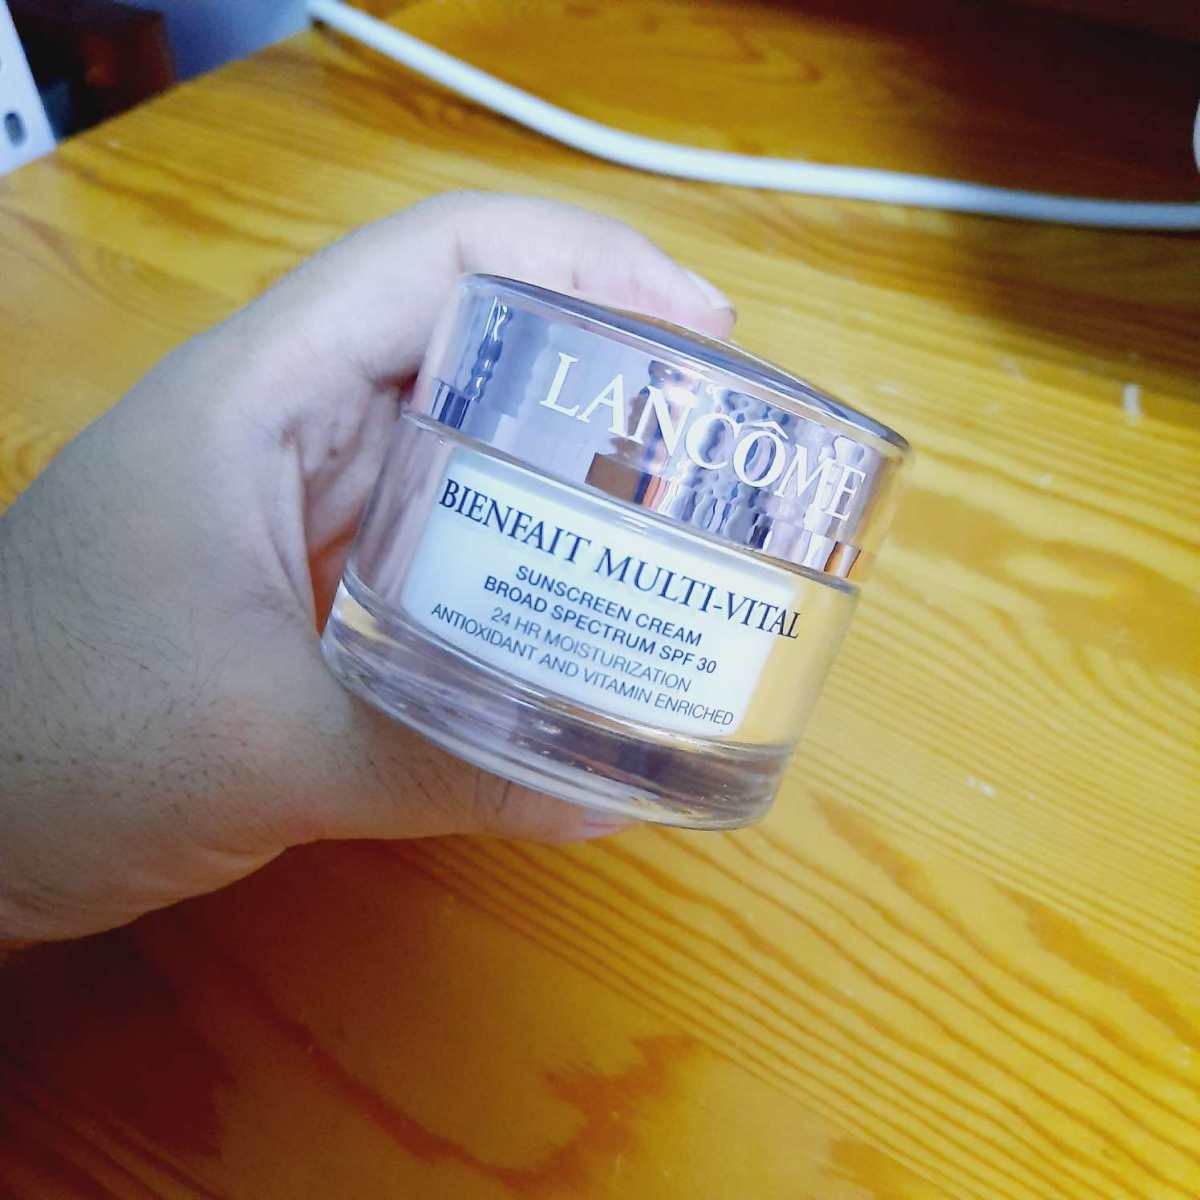 LANCÔME
BIENFAIT MULTI-VITAL
SUNSCREEN CREAM
BROAD SPECTRUM SPF 30
24 HR MOISTURIZATION
ANTIOXIDANT AND VITAMIN ENRICHED